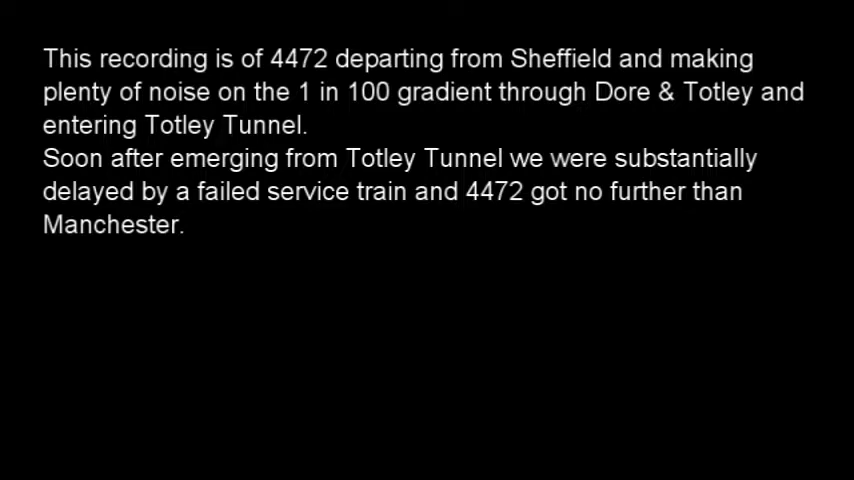 This recording is of 4472 departing from Sheffield and making
plenty of noise on the 1 in 100 gradient through Dore & Totley and
entering Totley Tunnel.
Soon after emerging from Totley Tunnel we were substantially
delayed by a failed service train and 4472 got no further than
Manchester.